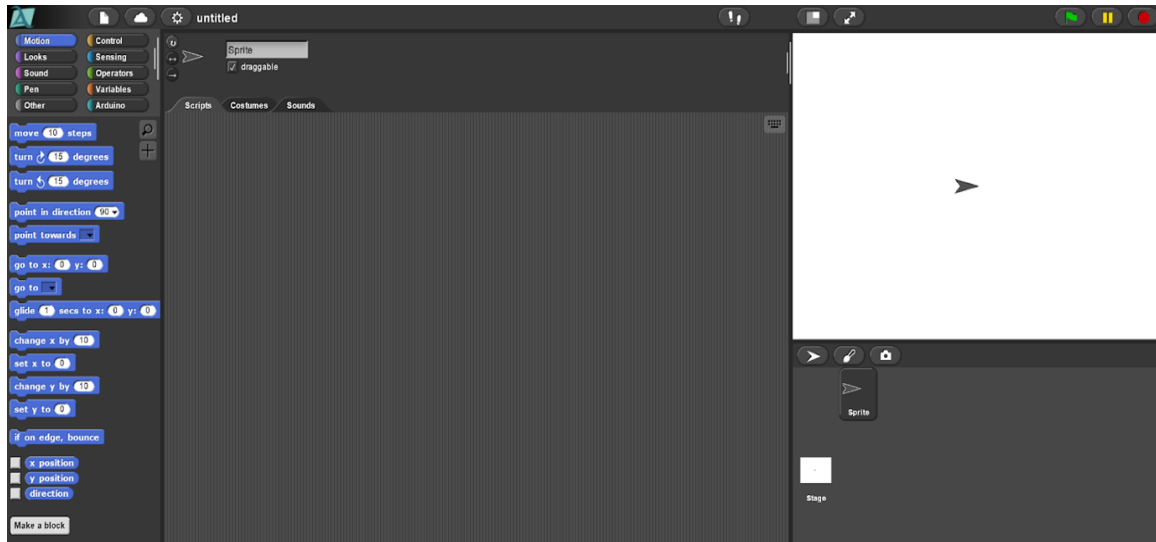 untitled
Motion Control
Looks Sensing
Sound Operators
Pen Variables
Other Arduino
Sprite
draggable
Scripts Costumes Sounds
move 10 steps
turn 15 degrees
turn 15 degrees
point in direction 90
point towards
go to x: 0 y: 0
go to
glide 1 secs to x: 0 y: 0
change x by 10
set x to 0
change y by 10
set y to 0
if on edge, bounce
x position
y position
direction
Make a block
Sprite
Stage